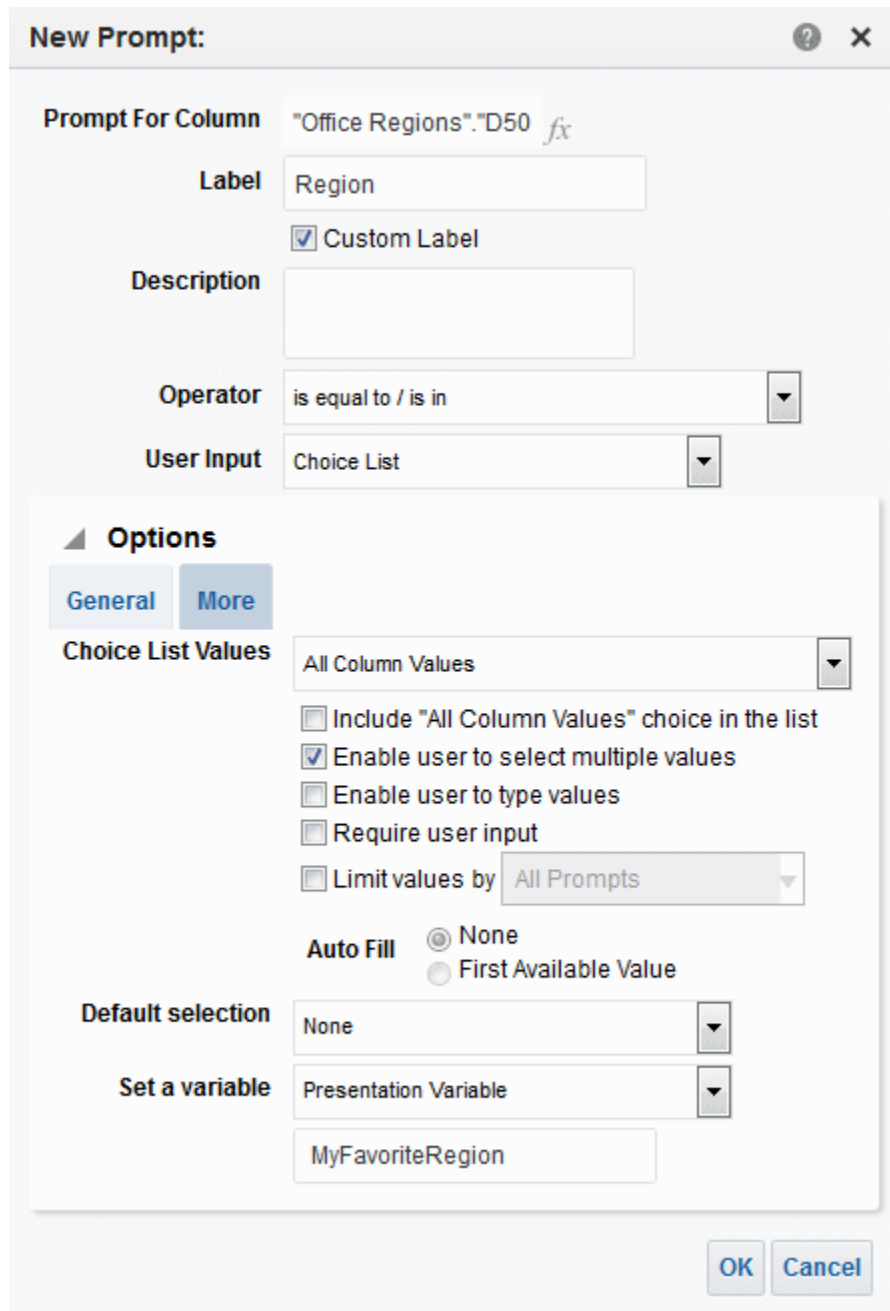 New Prompt:
Prompt For Column "Office Regions"."D50 fx
Label Region
Custom Label
Description
Operator is equal to / is in
User Input Choice List
Options
General More
Choice List Values All Column Values
Include "All Column Values" choice in the list
Enable user to select multiple values
Enable user to type values
Require user input
Limit values by All Prompts
Auto Fill None
First Available Value
Default selection None
Set a variable Presentation Variable
MyFavoriteRegion
OK Cancel